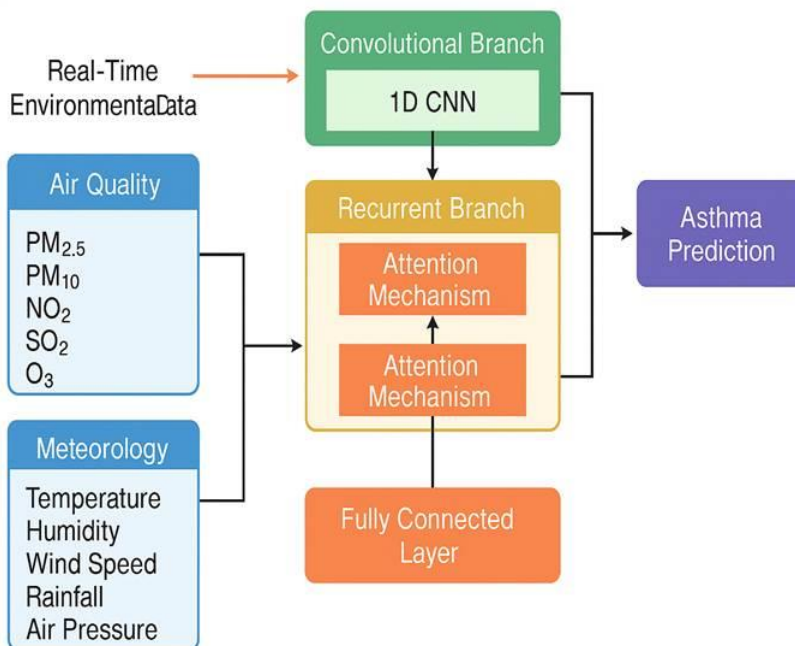 Real-Time
EnvironmentaData
Air Quality
PM2.5
PM10
NO2
SO2
O3
Meteorology
Temperature
Humidity
Wind Speed
Rainfall
Air Pressure
Convolutional Branch
1D CNN
Recurrent Branch
Attention
Mechanism
Attention
Mechanism
Fully Connected
Layer
Asthma
Prediction